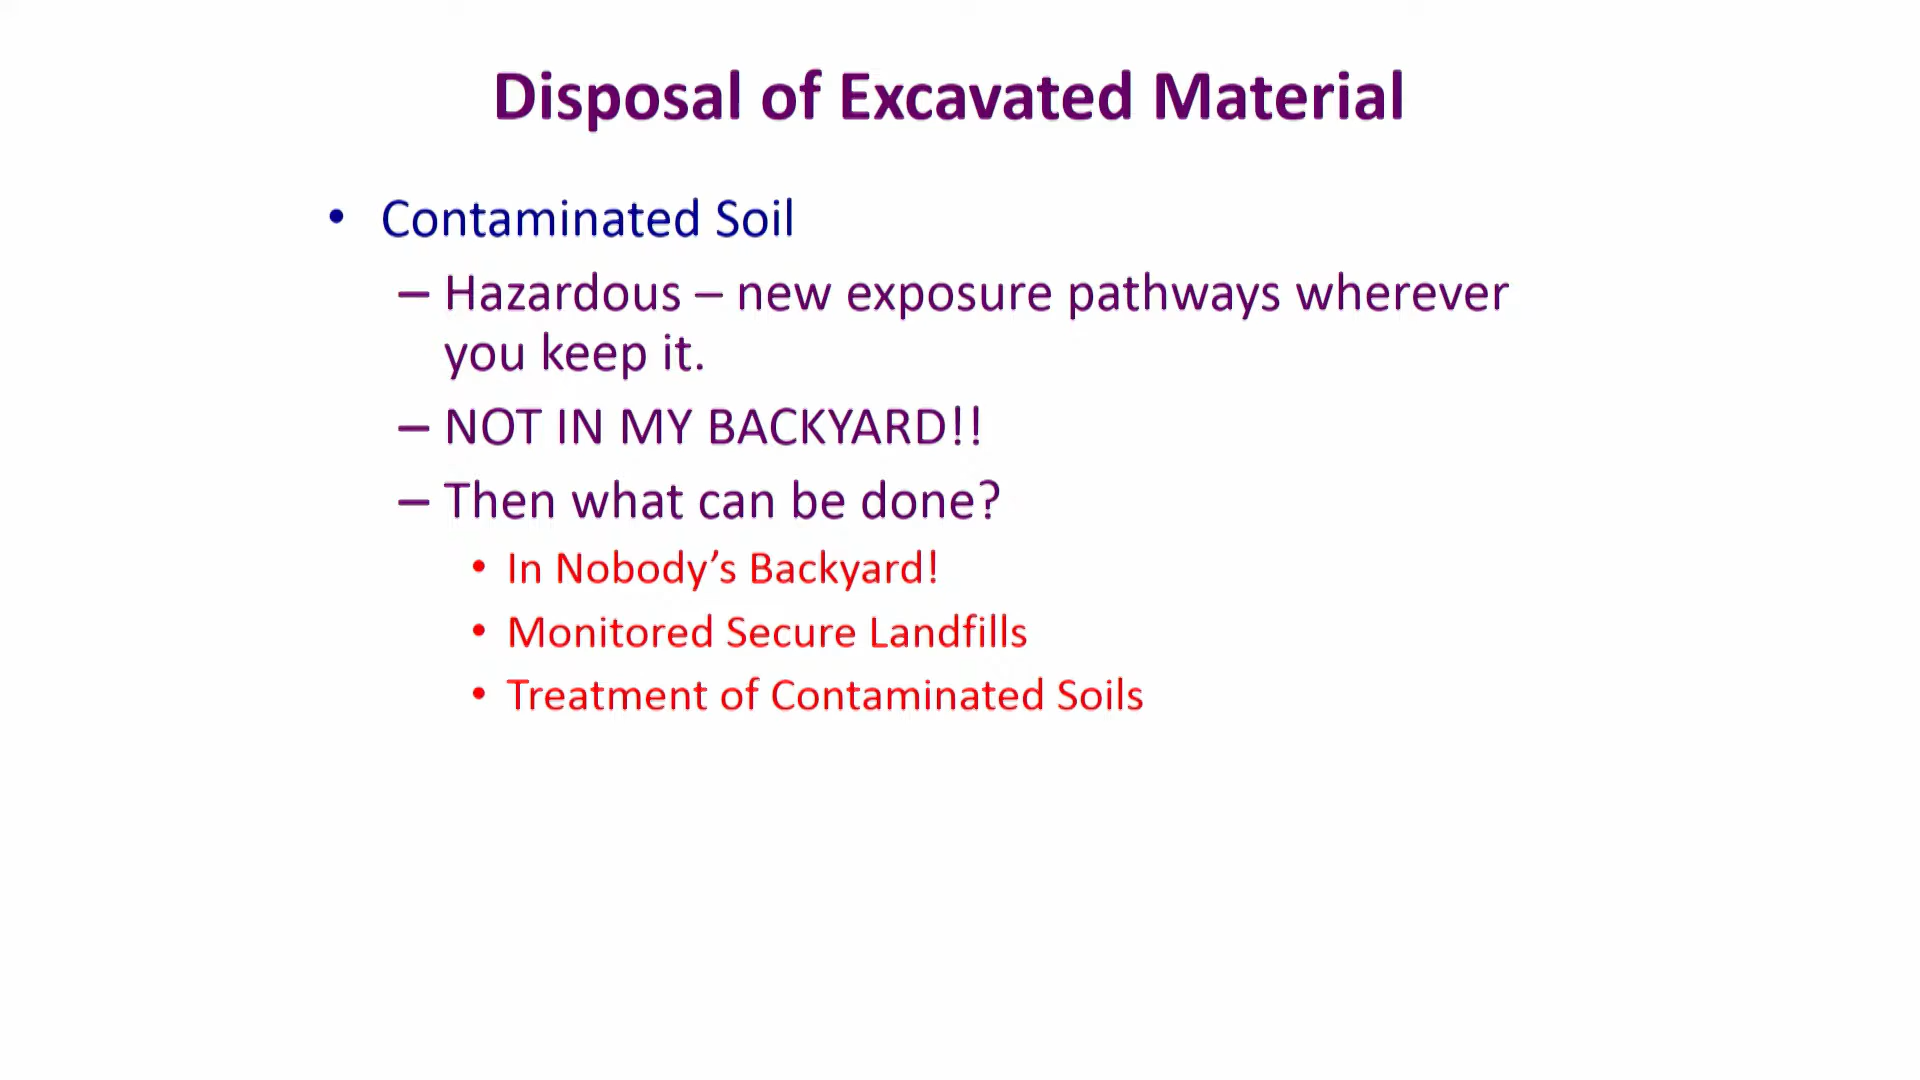 Disposal of Excavated Material
• Contaminated Soil
– Hazardous – new exposure pathways wherever
you keep it.
– NOT IN MY BACKYARD!!
– Then what can be done?
• In Nobody’s Backyard!
• Monitored Secure Landfills
• Treatment of Contaminated Soils